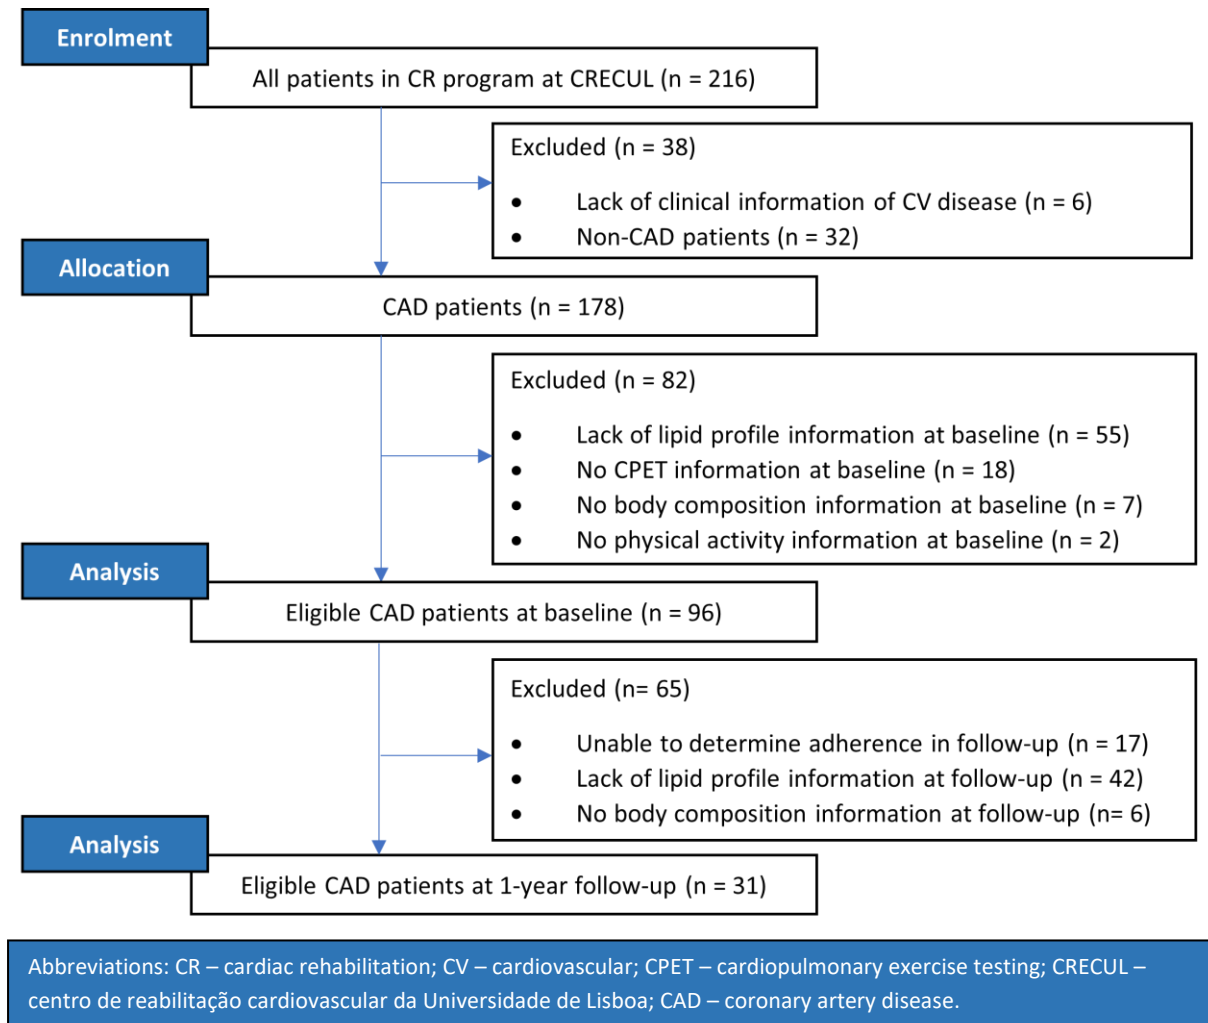 Enrolment
All patients in CR program at CRECUL (n = 216)
Excluded (n = 38)
• Lack of clinical information of CV disease (n = 6)
• Non-CAD patients (n = 32)
Allocation
CAD patients (n = 178)
Excluded (n = 82)
• Lack of lipid profile information at baseline (n = 55)
• No CPET information at baseline (n = 18)
• No body composition information at baseline (n = 7)
• No physical activity information at baseline (n = 2)
Analysis
Eligible CAD patients at baseline (n = 96)
Excluded (n= 65)
• Unable to determine adherence in follow-up (n = 17)
• Lack of lipid profile information at follow-up (n = 42)
• No body composition information at follow-up (n= 6)
Analysis
Eligible CAD patients at 1-year follow-up (n = 31)
Abbreviations: CR – cardiac rehabilitation; CV – cardiovascular; CPET – cardiopulmonary exercise testing; CRECUL –
centro de reabilitação cardiovascular da Universidade de Lisboa; CAD – coronary artery disease.